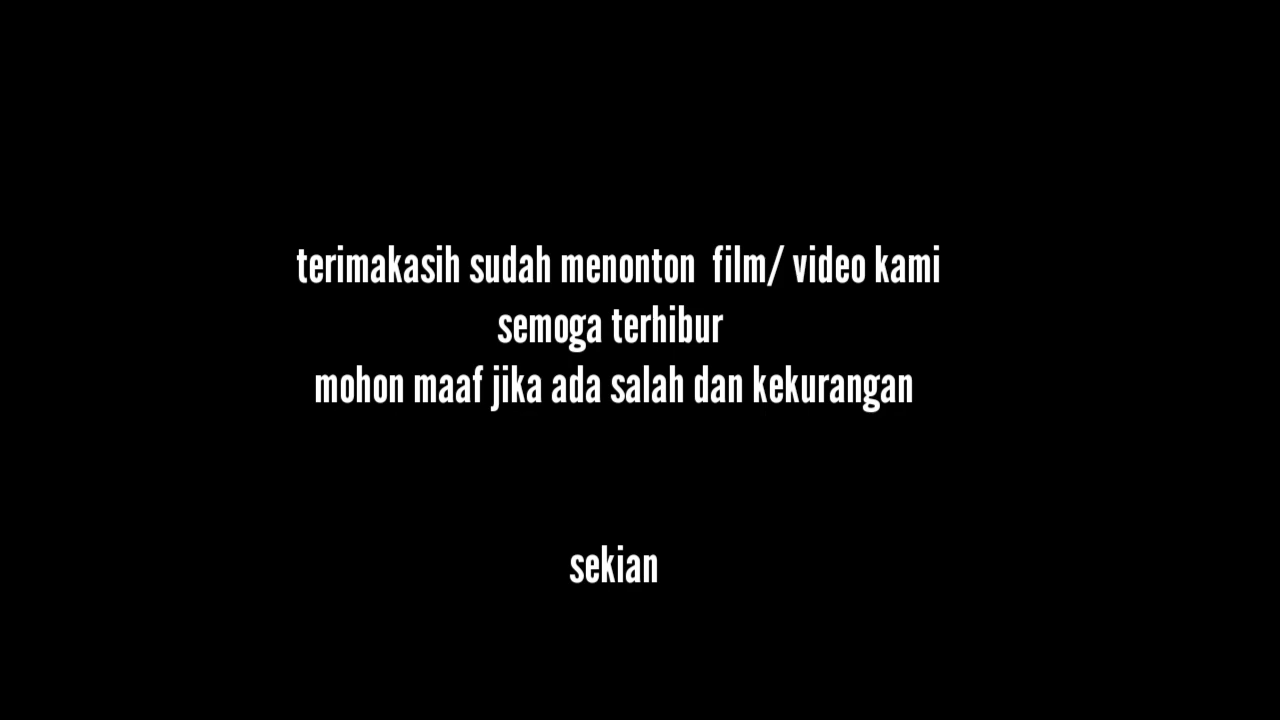 terimakasih sudah menonton  film/ video kami
semoga terhibur
mohon maaf jika ada salah dan kekurangan
sekian